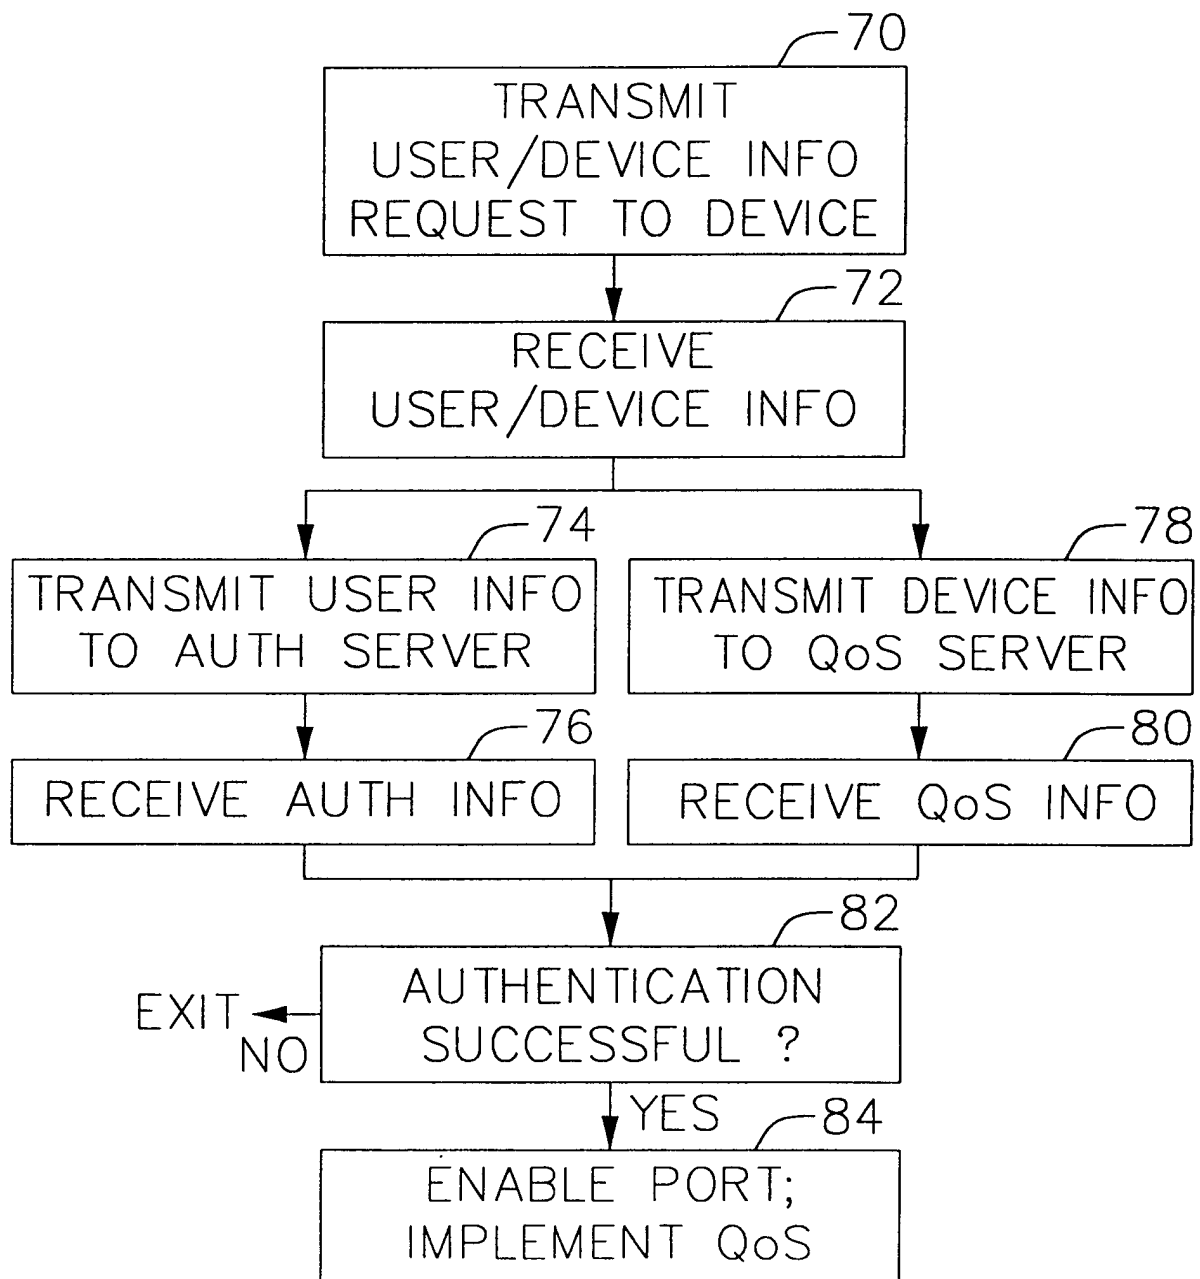 70
TRANSMIT
USER/DEVICE INFO
REQUEST TO DEVICE
72
RECEIVE
USER/DEVICE INFO
74
TRANSMIT USER INFO
TO AUTH SERVER
78
TRANSMIT DEVICE INFO
TO QoS SERVER
76
RECEIVE AUTH INFO
80
RECEIVE QoS INFO
82
AUTHENTICATION
SUCCESSFUL ?
EXIT
NO
YES
84
ENABLE PORT;
IMPLEMENT QoS